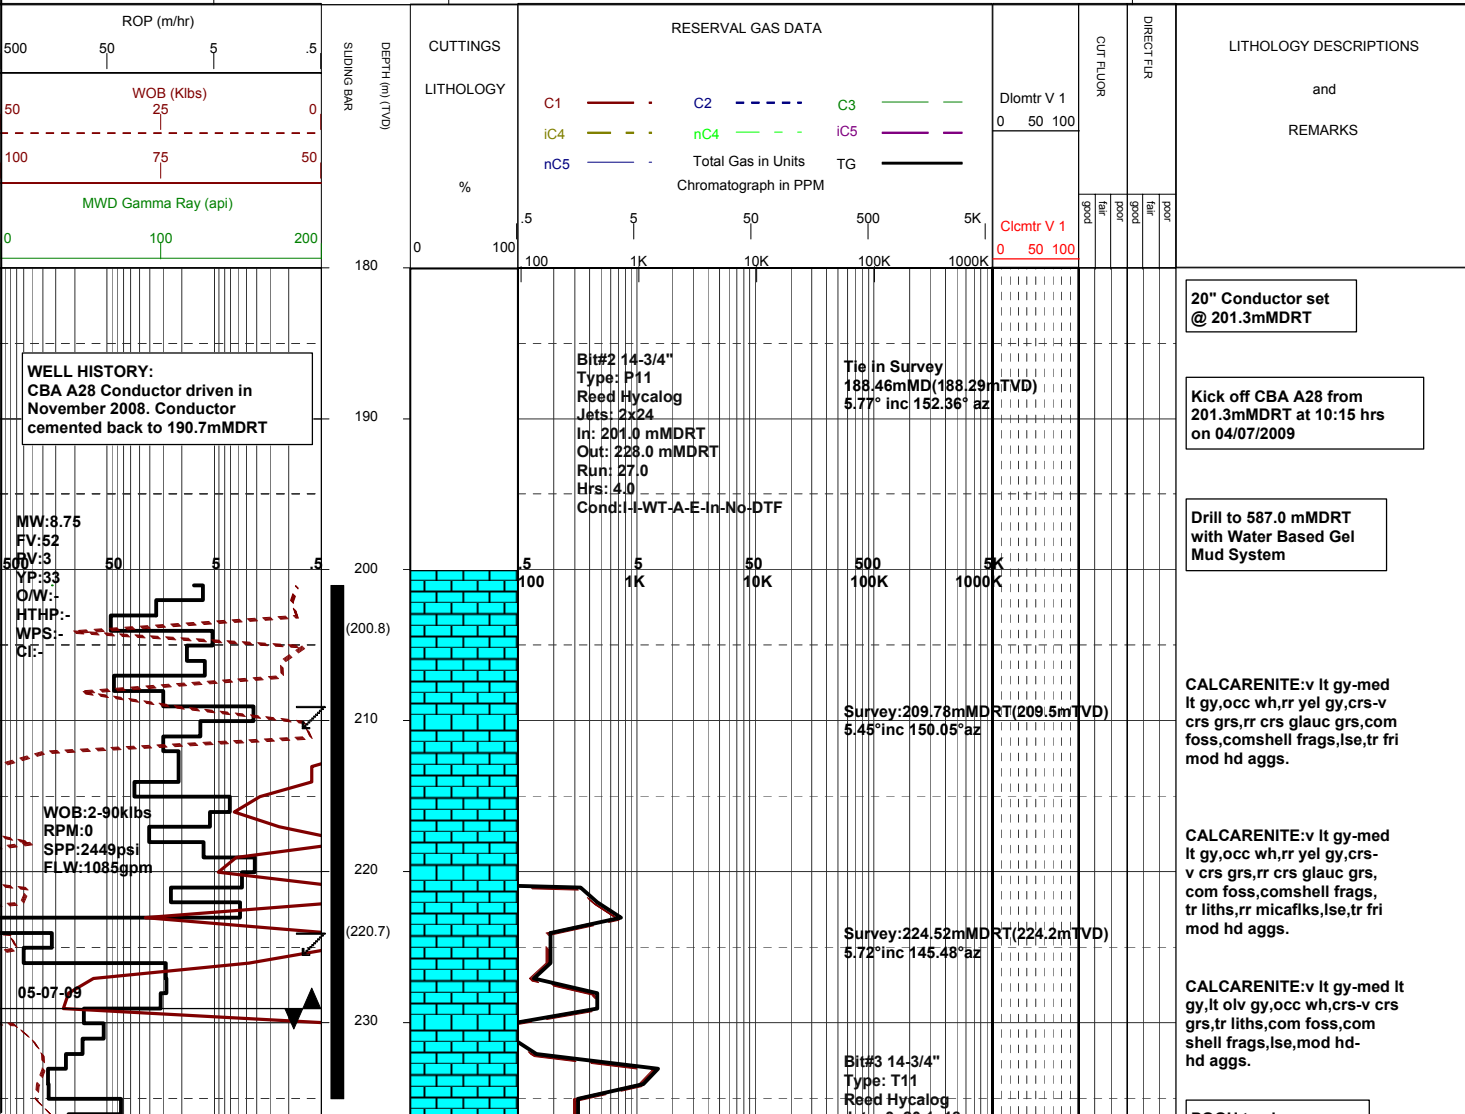 ROP (m/hr)
500 50 5 .5
WOB (Klbs)
50 25 0
100 75 50
MWD Gamma Ray (api)
0 100 200
SLIDING BAR
DEPTH (m) (TVD)
CUTTINGS
LITHOLOGY
%
0 100
RESERVAL GAS DATA
C1 C2 C3
iC4 nC4 iC5
nC5 Total Gas in Units TG
Chromatograph in PPM
.5 5 50 500 5K
100 1K 10K 100K 1000K
Dlomtr V 1
0 50 100
Clcmtr V 1
0 50 100
CUT FLUOR
DIRECT FLR
good fair poor good fair poor
LITHOLOGY DESCRIPTIONS
and
REMARKS
180
20" Conductor set
@ 201.3mMDRT
WELL HISTORY:
CBA A28 Conductor driven in
November 2008. Conductor
cemented back to 190.7mMDRT
Bit#2 14-3/4"
Type: P11
Reed Hycalog
Jets: 2x24
In: 201.0 mMDRT
Out: 228.0 mMDRT
Run: 27.0
Hrs: 4.0
Cond:I-I-WT-A-E-In-No-DTF
Tie in Survey
188.46mMD(188.29mTVD)
5.77° inc 152.36° az
Kick off CBA A28 from
201.3mMDRT at 10:15 hrs
on 04/07/2009
190
Drill to 587.0 mMDRT
with Water Based Gel
Mud System
MW:8.75
FV:52
PV:3
YP:33
O/W:-
HTHP:-
WPS:-
Cl:-
500 50 5 .5
200
.5 5 50 500 5K
100 1K 10K 100K 1000K
(200.8)
CALCARENITE:v lt gy-med
lt gy,occ wh,rr yel gy,crs-v
crs grs,rr crs glauc grs,com
foss,comshell frags,lse,tr fri
mod hd aggs.
210
Survey:209.78mMDRT(209.5mTVD)
5.45°inc 150.05°az
WOB:2-90klbs
RPM:0
SPP:2449psi
FLW:1085gpm
CALCARENITE:v lt gy-med
lt gy,occ wh,rr yel gy,crs-
v crs grs,rr crs glauc grs,
com foss,comshell frags,
tr liths,rr micaflks,lse,tr fri
mod hd aggs.
220
(220.7)
Survey:224.52mMDRT(224.2mTVD)
5.72°inc 145.48°az
05-07-09
CALCARENITE:v lt gy-med lt
gy,lt olv gy,occ wh,crs-v crs
grs,tr liths,com foss,com
shell frags,lse,mod hd-
hd aggs.
230
Bit#3 14-3/4"
Type: T11
Reed Hycalog